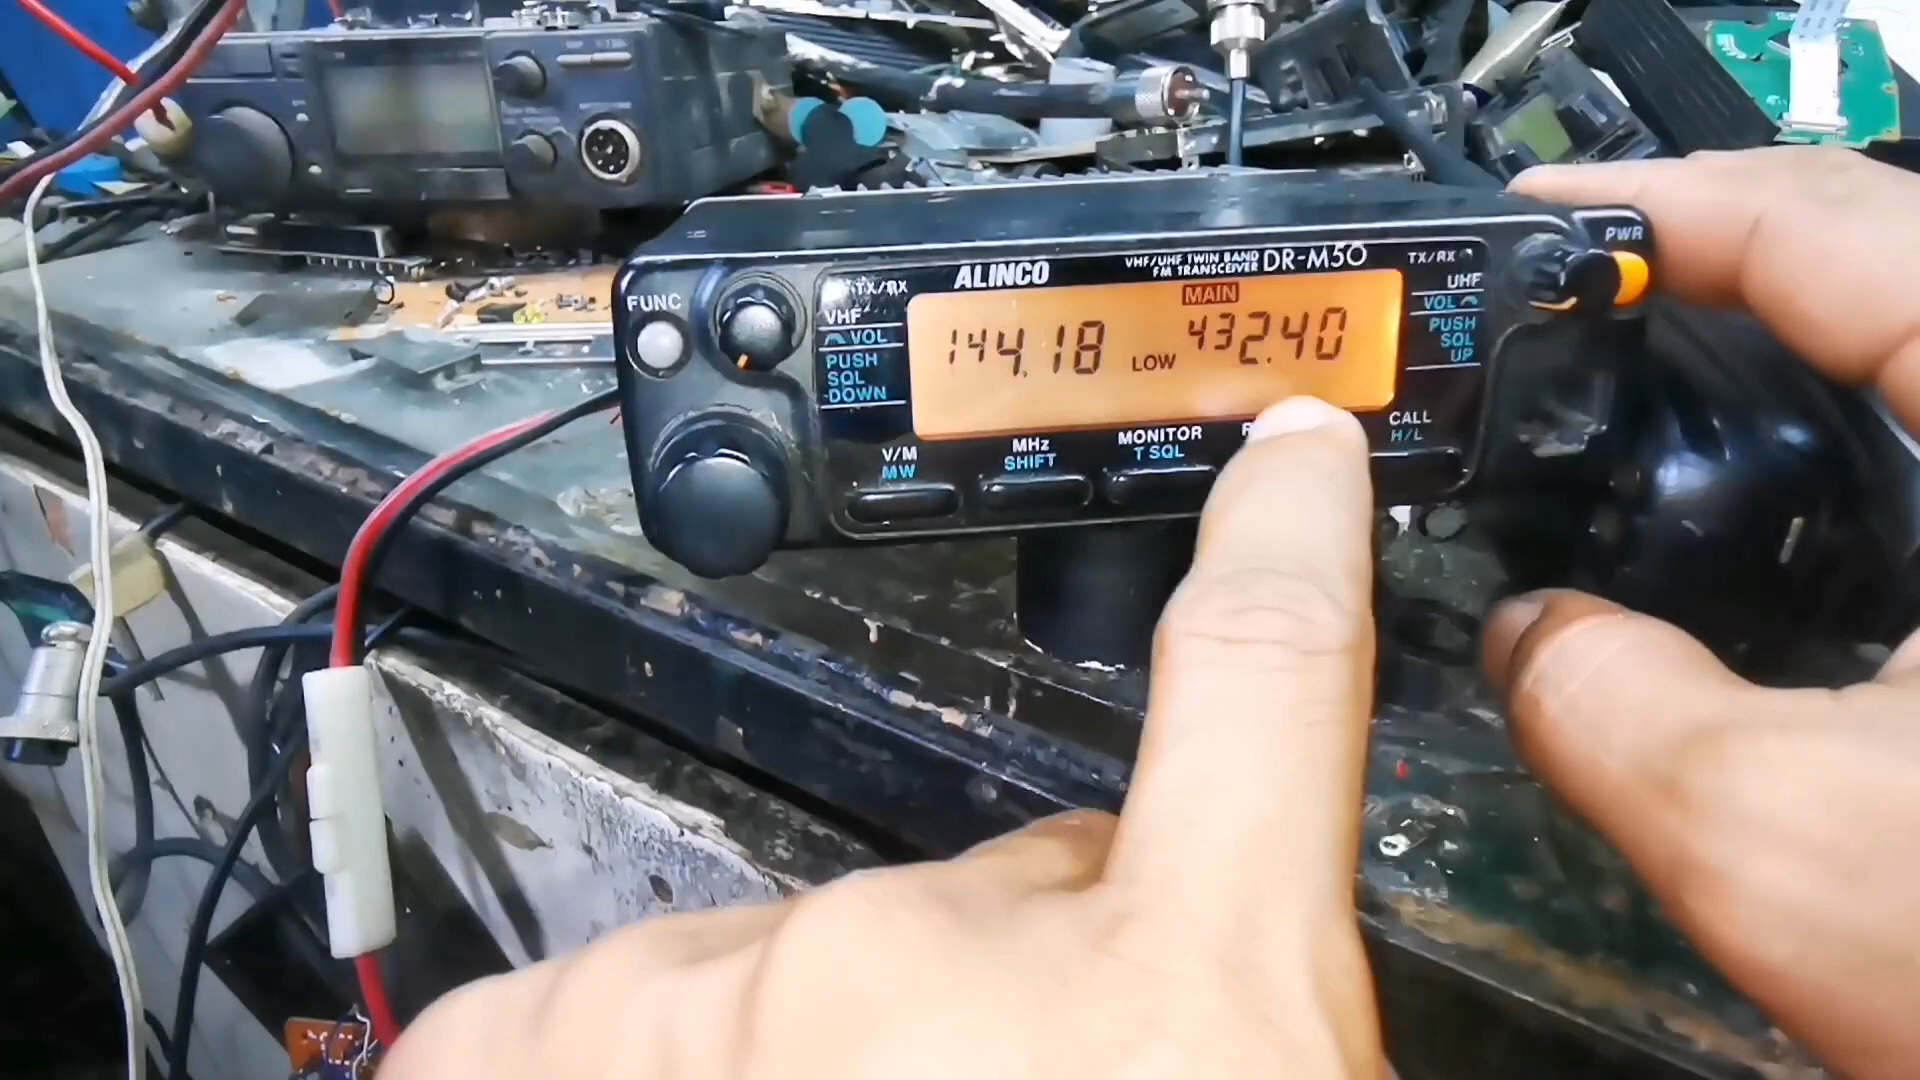 ALINCO
VHF/UHF TWIN BAND
FM TRANSCEIVER
DR-M50
PWR
FUNC
TX/RX
VHF
VOL
PUSH
SQL
DOWN
MAIN
144.18
LOW
432.40
TX/RX
UHF
VOL
PUSH
SQL
UP
V/M
MW
MHz
SHIFT
MONITOR
T SQL
CALL
H/L